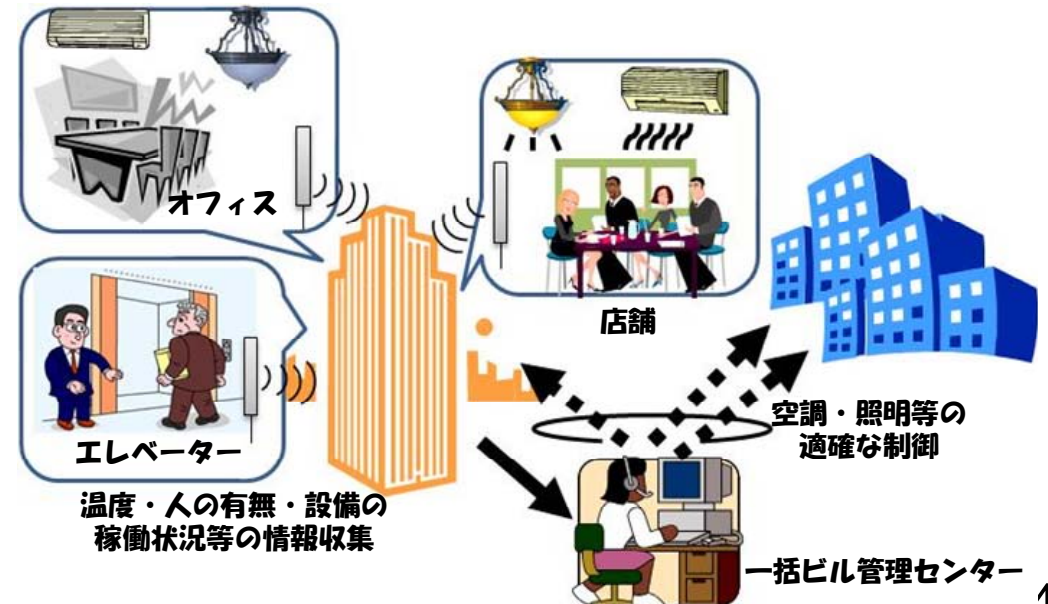 オフィス
店舗
エレベーター
温度・人の有無・設備の
稼働状況等の情報収集
空調・照明等の
適確な制御
一括ビル管理センター